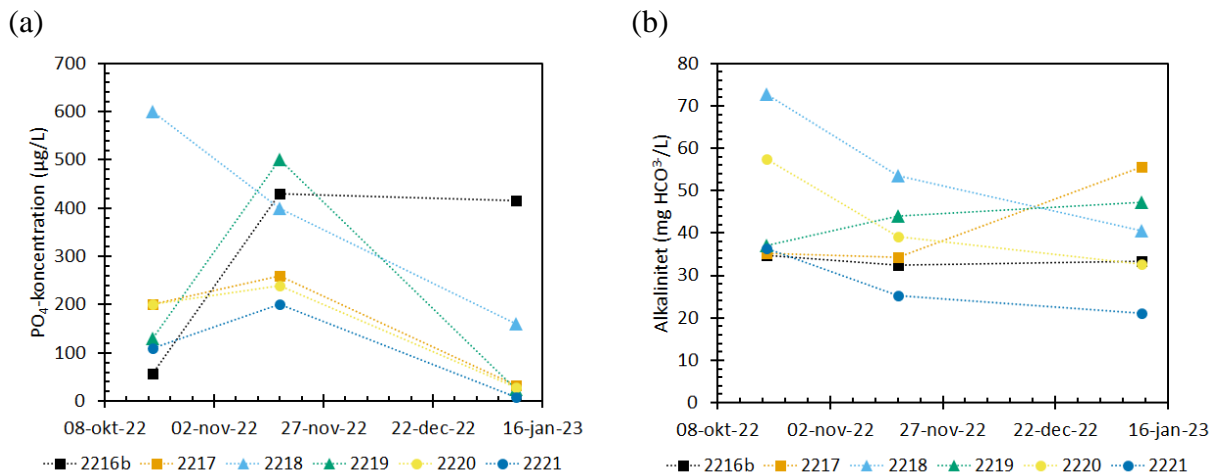 (a)
700
600
500
400
300
200
100
0
PO₄-koncentration (µg/L)
08-okt-22 02-nov-22 27-nov-22 22-dec-22 16-jan-23
2216b 2217 2218 2219 2220 2221
(b)
80
70
60
50
40
30
20
10
0
Alkalinitet (mg HCO³⁻/L)
08-okt-22 02-nov-22 27-nov-22 22-dec-22 16-jan-23
2216b 2217 2218 2219 2220 2221